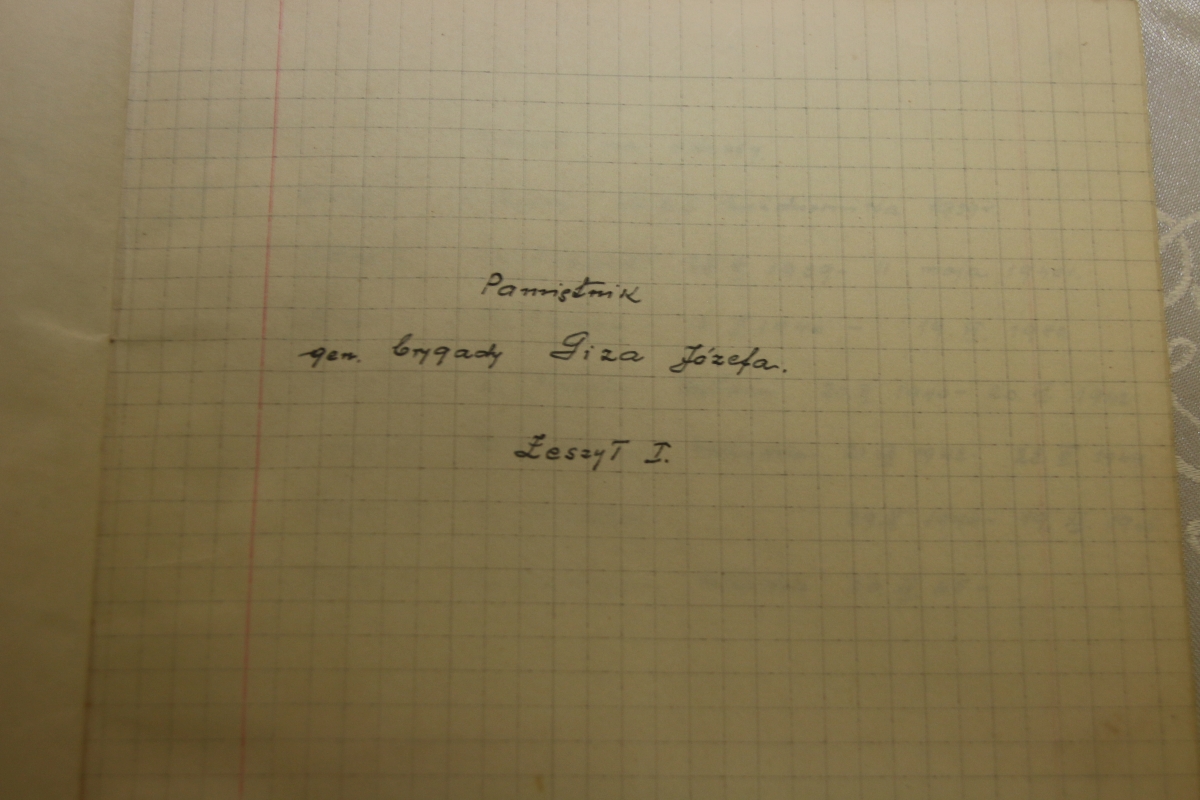 Pamiętnik
gen. brygady Giza Józefa.
Zeszyt I.